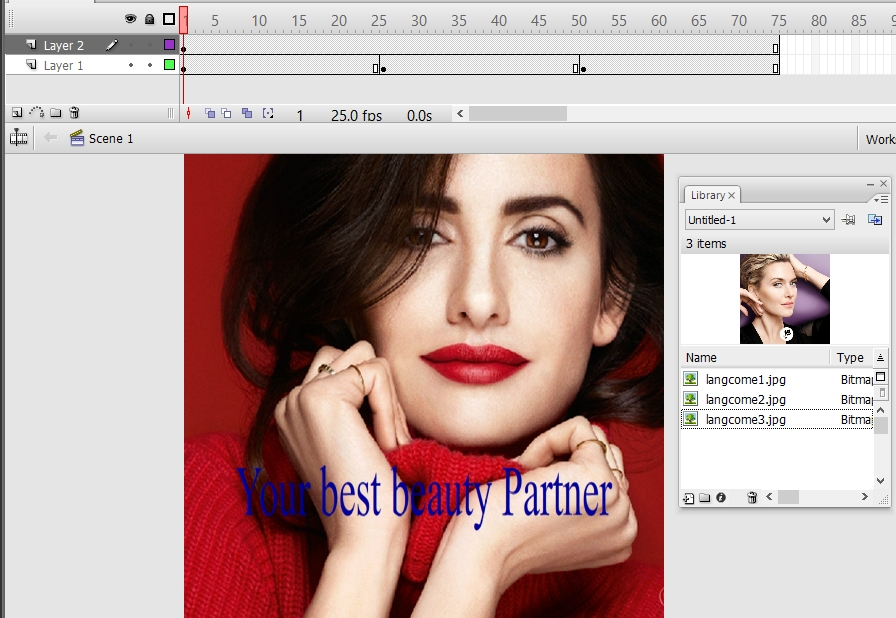 1 5 10 15 20 25 30 35 40 45 50 55 60 65 70 75 80 85
Layer 2
Layer 1
1 25.0 fps 0.0s
Scene 1
Work
Library
Untitled-1
3 items
Name Type
langcome1.jpg Bitmap
langcome2.jpg Bitmap
langcome3.jpg Bitma
Your best beauty Partner